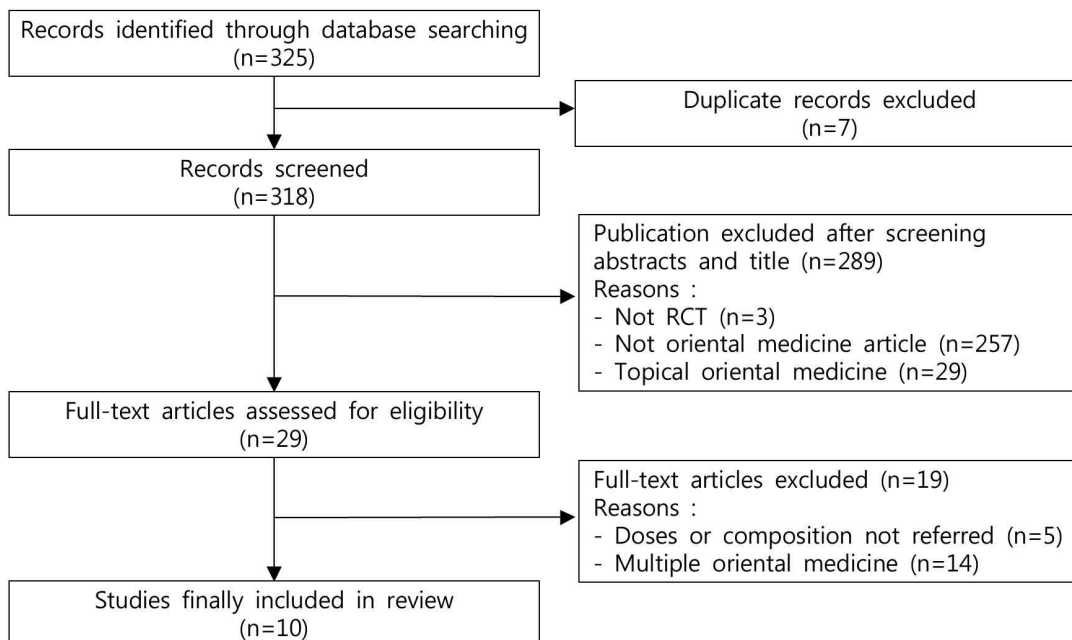 Records identified through database searching
(n=325)
Duplicate records excluded
(n=7)
Records screened
(n=318)
Publication excluded after screening
abstracts and title (n=289)
Reasons :
- Not RCT (n=3)
- Not oriental medicine article (n=257)
- Topical oriental medicine (n=29)
Full-text articles assessed for eligibility
(n=29)
Full-text articles excluded (n=19)
Reasons :
- Doses or composition not referred (n=5)
- Multiple oriental medicine (n=14)
Studies finally included in review
(n=10)